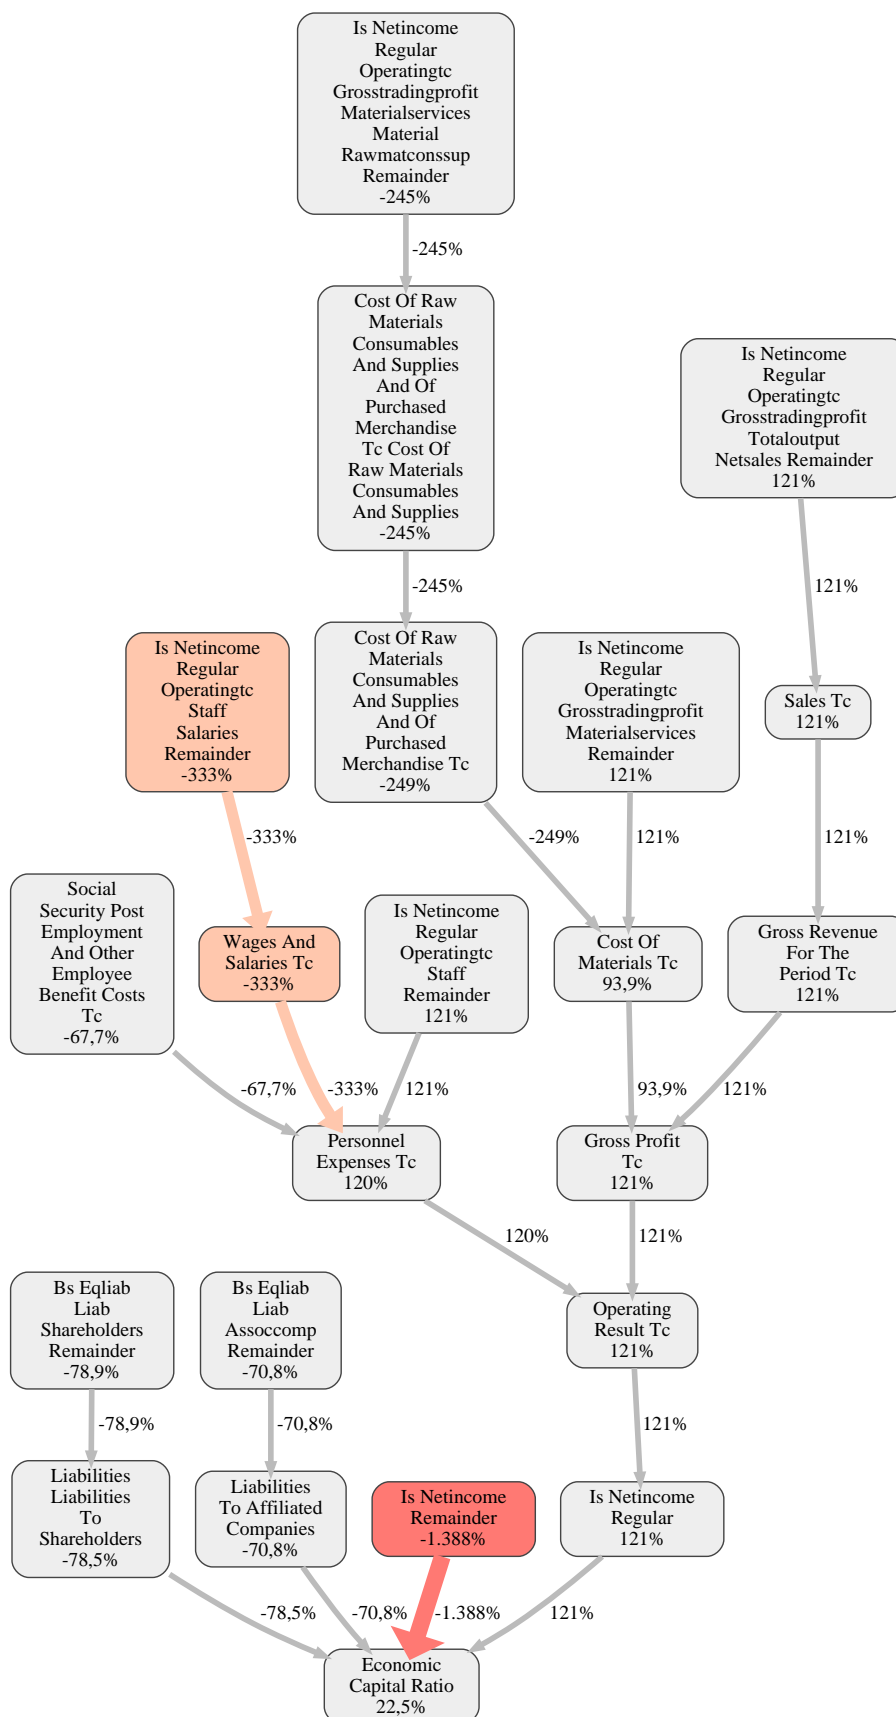 Is Netincome
Regular
Operatingtc
Grosstradingprofit
Materialservices
Material
Rawmatconssup
Remainder
-245%
-245%
Cost Of Raw
Materials
Consumables
And Supplies
And Of
Purchased
Merchandise
Tc Cost Of
Raw Materials
Consumables
And Supplies
-245%
Is Netincome
Regular
Operatingtc
Grosstradingprofit
Totaloutput
Netsales Remainder
121%
-245%
121%
Is Netincome
Regular
Operatingtc
Staff
Salaries
Remainder
-333%
Cost Of Raw
Materials
Consumables
And Supplies
And Of
Purchased
Merchandise Tc
-249%
Is Netincome
Regular
Operatingtc
Grosstradingprofit
Materialservices
Remainder
121%
Sales Tc
121%
-333%
-249%
121%
121%
Social
Security Post
Employment
And Other
Employee
Benefit Costs
Tc
-67,7%
Wages And
Salaries Tc
-333%
Is Netincome
Regular
Operatingtc
Staff
Remainder
121%
Cost Of
Materials Tc
93,9%
Gross Revenue
For The
Period Tc
121%
-67,7%
-333%
121%
93,9%
121%
Personnel
Expenses Tc
120%
Gross Profit
Tc
121%
120%
121%
Bs Eqliab
Liab
Shareholders
Remainder
-78,9%
Bs Eqliab
Liab
Assoccomp
Remainder
-70,8%
Operating
Result Tc
121%
-78,9%
-70,8%
121%
Liabilities
Liabilities
To
Shareholders
-78,5%
Liabilities
To Affiliated
Companies
-70,8%
Is Netincome
Remainder
-1.388%
Is Netincome
Regular
121%
-78,5%
-70,8%
-1.388%
121%
Economic
Capital Ratio
22,5%